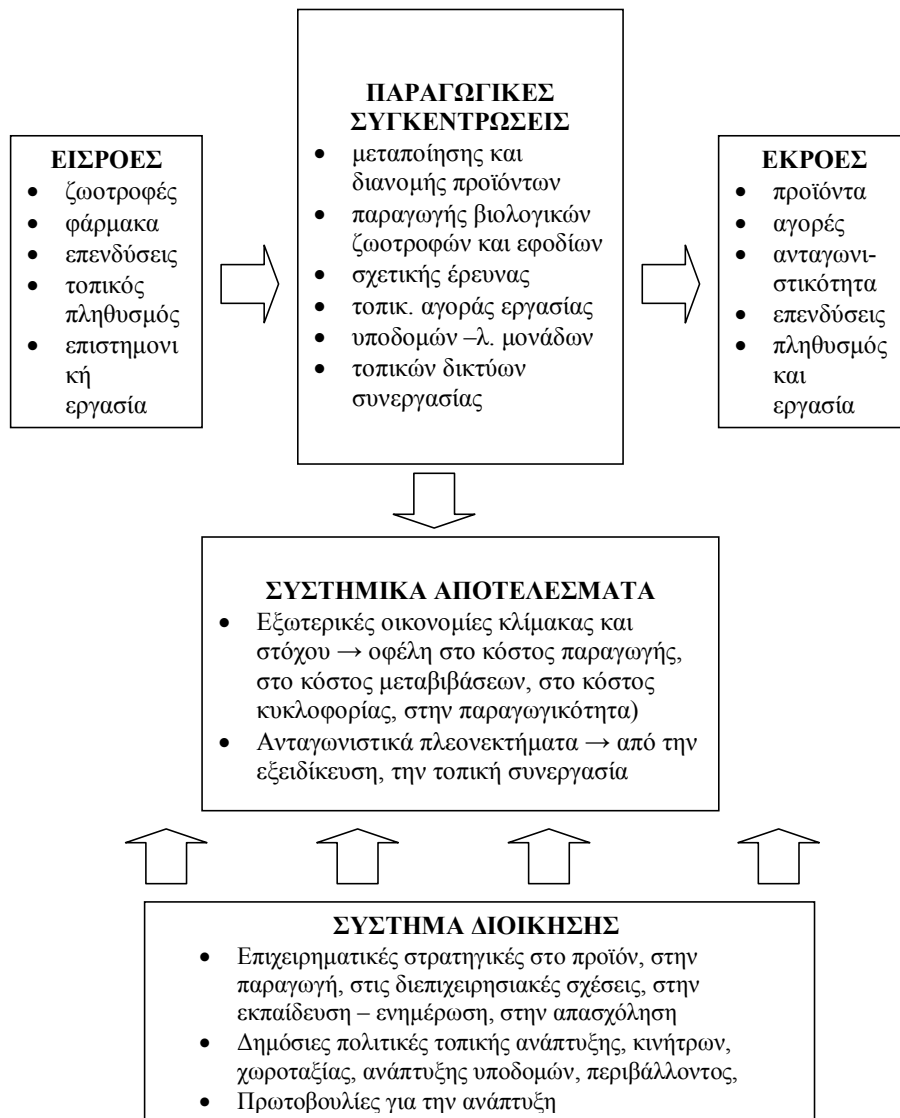 ΕΙΣΡΟΕΣ
• ζωοτροφές
• φάρμακα
• επενδύσεις
• τοπικός
πληθυσμός
• επιστημονι
κή
εργασία
ΠΑΡΑΓΩΓΙΚΕΣ
ΣΥΓΚΕΝΤΡΩΣΕΙΣ
• μεταποίησης και
διανομής προϊόντων
• παραγωγής βιολογικών
ζωοτροφών και εφοδίων
• σχετικής έρευνας
• τοπικ. αγοράς εργασίας
• υποδομών –λ. μονάδων
• τοπικών δικτύων
συνεργασίας
ΕΚΡΟΕΣ
• προϊόντα
• αγορές
• ανταγωνι-
στικότητα
• επενδύσεις
• πληθυσμός
και
εργασία
ΣΥΣΤΗΜΙΚΑ ΑΠΟΤΕΛΕΣΜΑΤΑ
• Εξωτερικές οικονομίες κλίμακας και
στόχου → οφέλη στο κόστος παραγωγής,
στο κόστος μεταβιβάσεων, στο κόστος
κυκλοφορίας, στην παραγωγικότητα)
• Ανταγωνιστικά πλεονεκτήματα → από την
εξειδίκευση, την τοπική συνεργασία
ΣΥΣΤΗΜΑ ΔΙΟΙΚΗΣΗΣ
• Επιχειρηματικές στρατηγικές στο προϊόν, στην
παραγωγή, στις διεπιχειρησιακές σχέσεις, στην
εκπαίδευση – ενημέρωση, στην απασχόληση
• Δημόσιες πολιτικές τοπικής ανάπτυξης, κινήτρων,
χωροταξίας, ανάπτυξης υποδομών, περιβάλλοντος,
• Πρωτοβουλίες για την ανάπτυξη